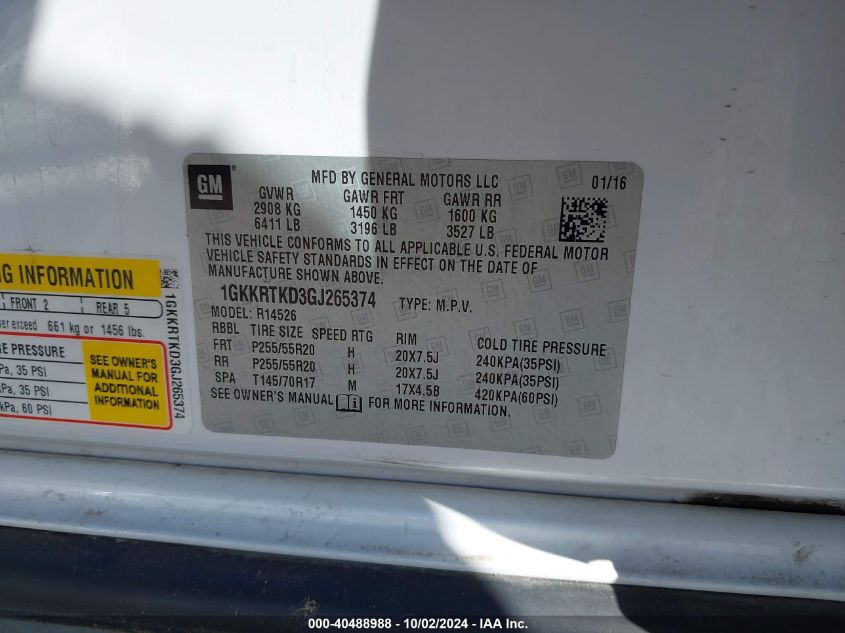 GM ®
MFD BY GENERAL MOTORS LLC 01/16
GVWR GAWR FRT GAWR RR
2908 KG 1450 KG 1600 KG
6411 LB 3196 LB 3527 LB
THIS VEHICLE CONFORMS TO ALL APPLICABLE U.S. FEDERAL MOTOR
VEHICLE SAFETY STANDARDS IN EFFECT ON THE DATE OF
MANUFACTURE SHOWN ABOVE.
1GKKRTKD3GJ265374 TYPE: M.P.V.
MODEL: R14526
RBBL TIRE SIZE SPEED RTG RIM COLD TIRE PRESSURE
FRT P255/55R20 H 20X7.5J 240KPA(35PSI)
RR P255/55R20 H 20X7.5J 240KPA(35PSI)
SPA T145/70R17 M 17X4.5B 420KPA(60PSI)
SEE OWNER'S MANUAL FOR MORE INFORMATION.
INFORMATION
FRONT 2 REAR 5
exceed 661 kg or 1456 lbs.
PRESSURE
35 PSI
35 PSI
60 PSI
SEE OWNER'S
MANUAL FOR
ADDITIONAL
INFORMATION
1GKKRTKD3GJ265374
000-40488988 - 10/02/2024 - IAA, Inc.